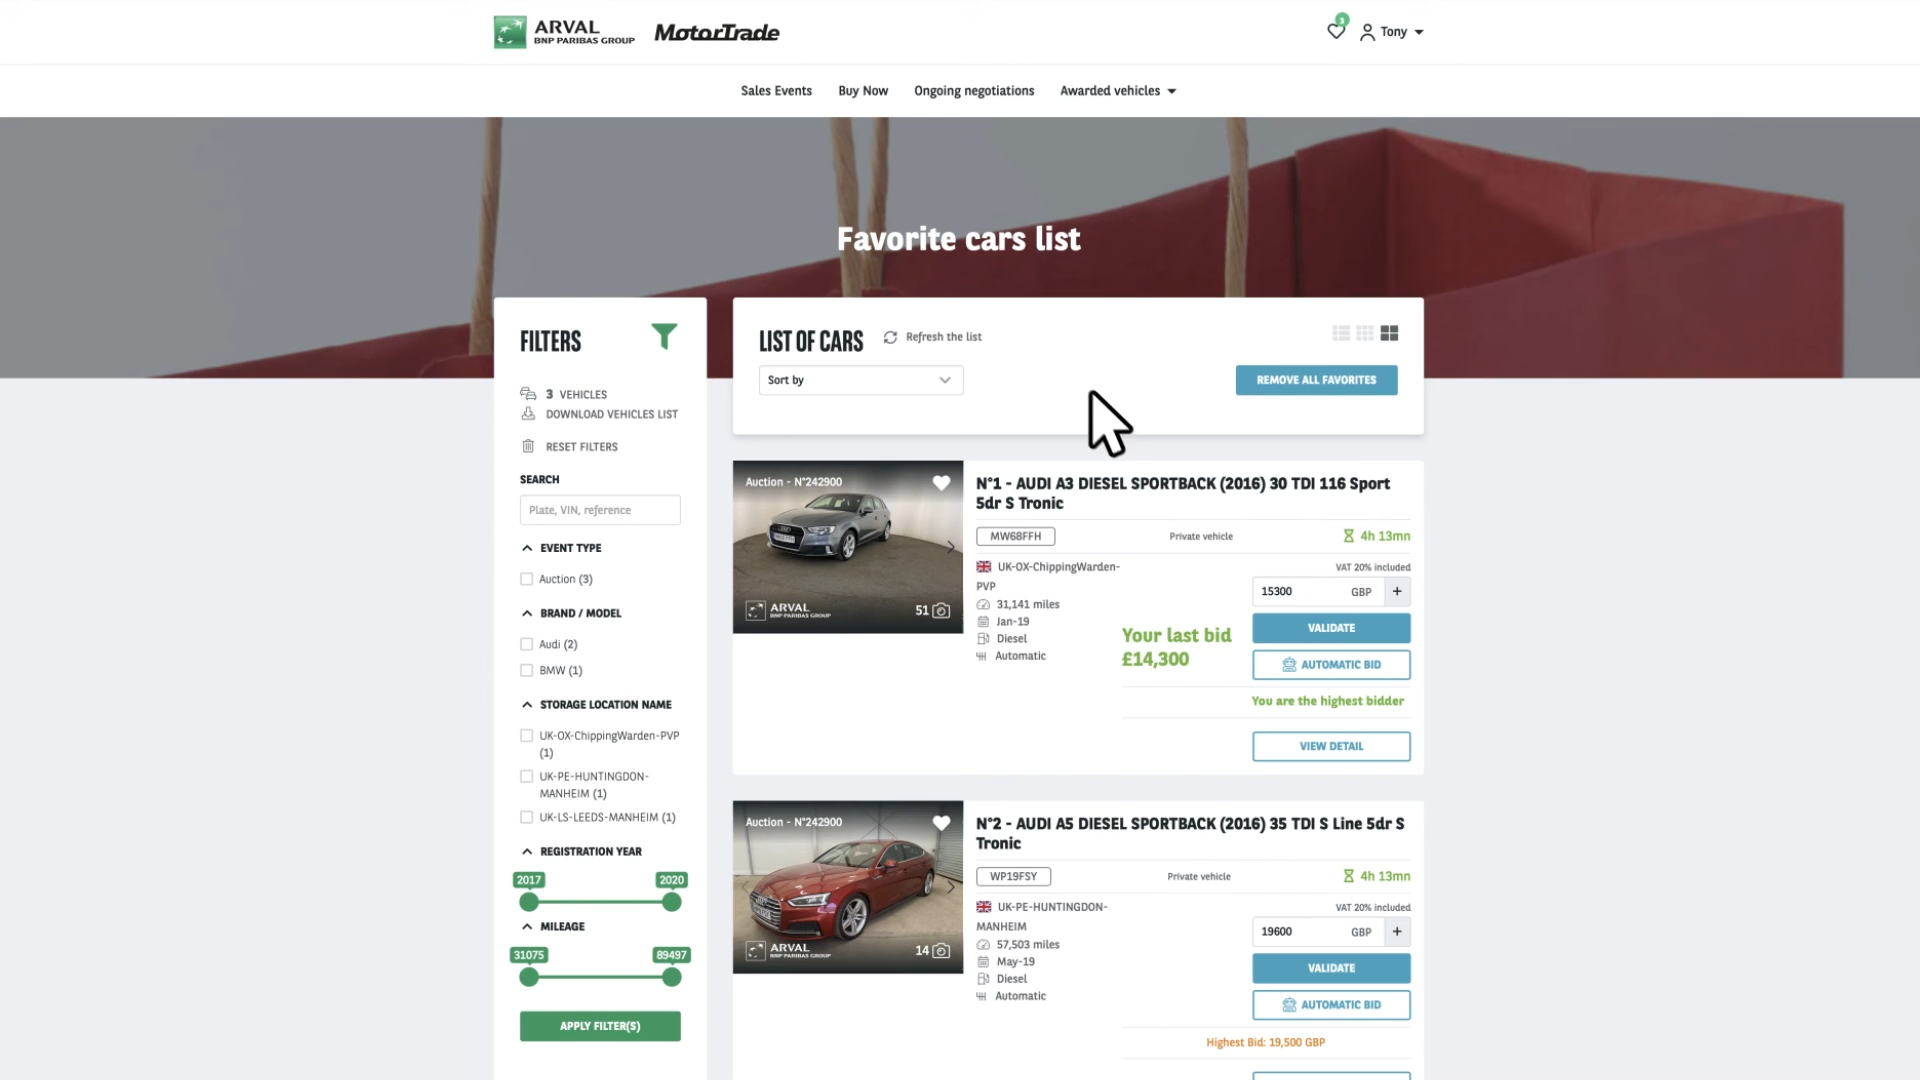 ARVAL
BNP PARIBAS GROUP
MotorTrade
3
Tony
Sales Events
Buy Now
Ongoing negotiations
Awarded vehicles
Favorite cars list
FILTERS
3 VEHICLES
DOWNLOAD VEHICLES LIST
RESET FILTERS
SEARCH
Plate, VIN, reference
EVENT TYPE
Auction (3)
BRAND / MODEL
Audi (2)
BMW (1)
STORAGE LOCATION NAME
UK-OX-ChippingWarden-PVP
(1)
UK-PE-HUNTINGDON-
MANHEIM (1)
UK-LS-LEEDS-MANHEIM (1)
REGISTRATION YEAR
2017
2020
MILEAGE
31075
89497
APPLY FILTER(S)
LIST OF CARS
Refresh the list
Sort by
REMOVE ALL FAVORITES
Auction - N°242900
ARVAL
BNP PARIBAS GROUP
51
N°1 - AUDI A3 DIESEL SPORTBACK (2016) 30 TDI 116 Sport
5dr S Tronic
MW68FFH
Private vehicle
4h 13mn
UK-OX-ChippingWarden-
PVP
31,141 miles
Jan-19
Diesel
Automatic
Your last bid
£14,300
VAT 20% included
15300 GBP +
VALIDATE
AUTOMATIC BID
You are the highest bidder
VIEW DETAIL
Auction - N°242900
ARVAL
BNP PARIBAS GROUP
14
N°2 - AUDI A5 DIESEL SPORTBACK (2016) 35 TDI S Line 5dr S
Tronic
WP19FSY
Private vehicle
4h 13mn
UK-PE-HUNTINGDON-
MANHEIM
57,503 miles
May-19
Diesel
Automatic
VAT 20% included
19600 GBP +
VALIDATE
AUTOMATIC BID
Highest Bid: 19,500 GBP